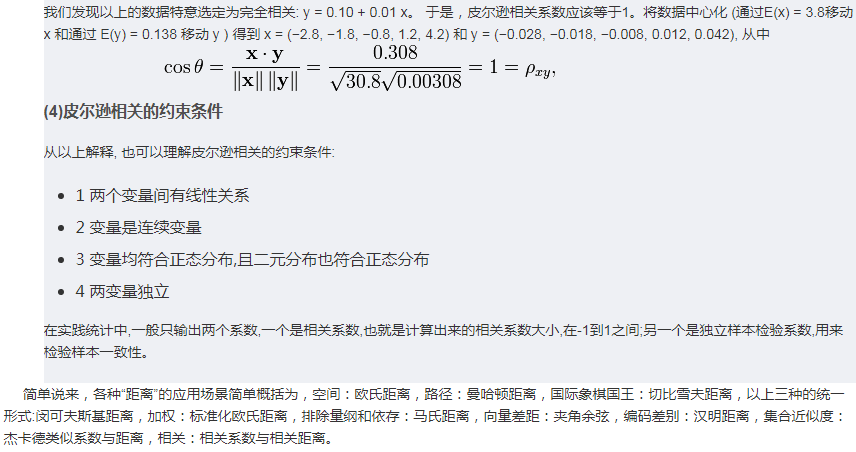 我们发现以上的数据特意选定为完全相关: y = 0.10 + 0.01 x。 于是，皮尔逊相关系数应该等于1。将数据中心化 (通过E(x) = 3.8移动
x 和通过 E(y) = 0.138 移动 y ) 得到 x = (−2.8, −1.8, −0.8, 1.2, 4.2) 和 y = (−0.028, −0.018, −0.008, 0.012, 0.042), 从中
cos θ = x · y / ‖x‖ ‖y‖ = 0.308 / √30.8√0.00308 = 1 = ρxy,
(4)皮尔逊相关的约束条件
从以上解释, 也可以理解皮尔逊相关的约束条件:
• 1 两个变量间有线性关系
• 2 变量是连续变量
• 3 变量均符合正态分布,且二元分布也符合正态分布
• 4 两变量独立
在实践统计中,一般只输出两个系数,一个是相关系数,也就是计算出来的相关系数大小,在-1到1之间;另一个是独立样本检验系数,用来
检验样本一致性。
简单说来，各种“距离”的应用场景简单概括为，空间：欧氏距离，路径：曼哈顿距离，国际象棋国王：切比雪夫距离，以上三种的统一
形式:闵可夫斯基距离，加权：标准化欧氏距离，排除量纲和依存：马氏距离，向量差距：夹角余弦，编码差别：汉明距离，集合近似度：
杰卡德类似系数与距离，相关：相关系数与相关距离。